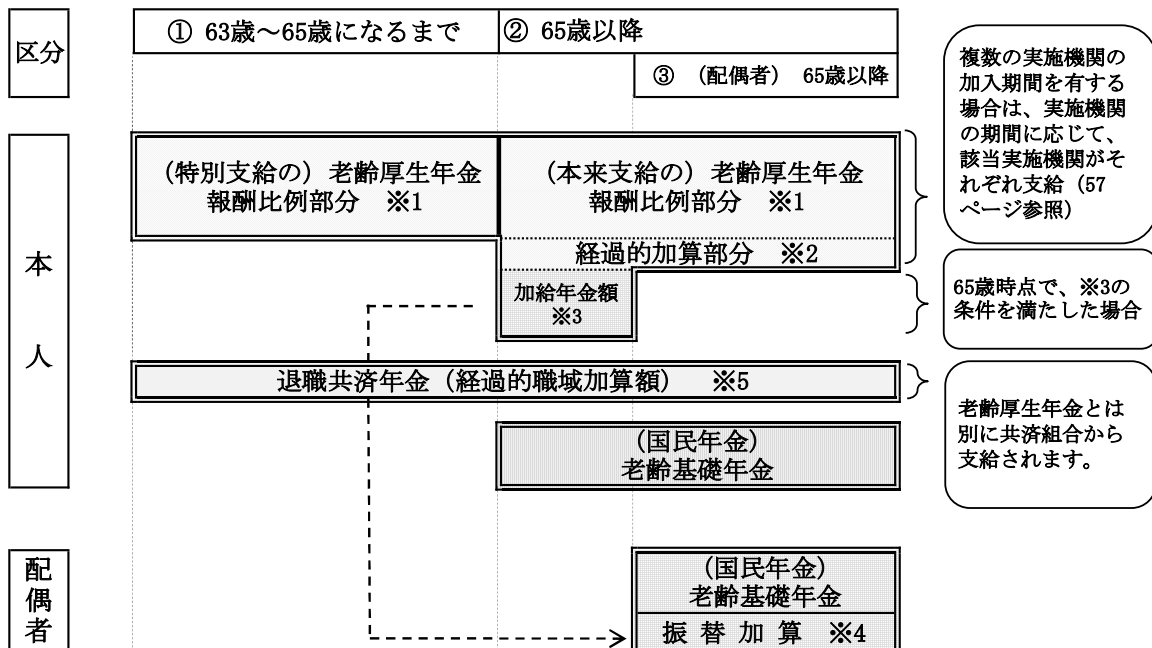 区分
① 63歳～65歳になるまで
② 65歳以降
③ （配偶者） 65歳以降
本人
（特別支給の）老齢厚生年金
報酬比例部分 ※1
（本来支給の）老齢厚生年金
報酬比例部分 ※1
経過的加算部分 ※2
加給年金額
※3
退職共済年金（経過的職域加算額） ※5
（国民年金）
老齢基礎年金
複数の実施機関の
加入期間を有する
場合は、実施機関
の期間に応じて、
該当実施機関がそ
れぞれ支給（57
ページ参照）
65歳時点で、※3の
条件を満たした場合
老齢厚生年金とは
別に共済組合から
支給されます。
配偶者
（国民年金）
老齢基礎年金
振替加算 ※4